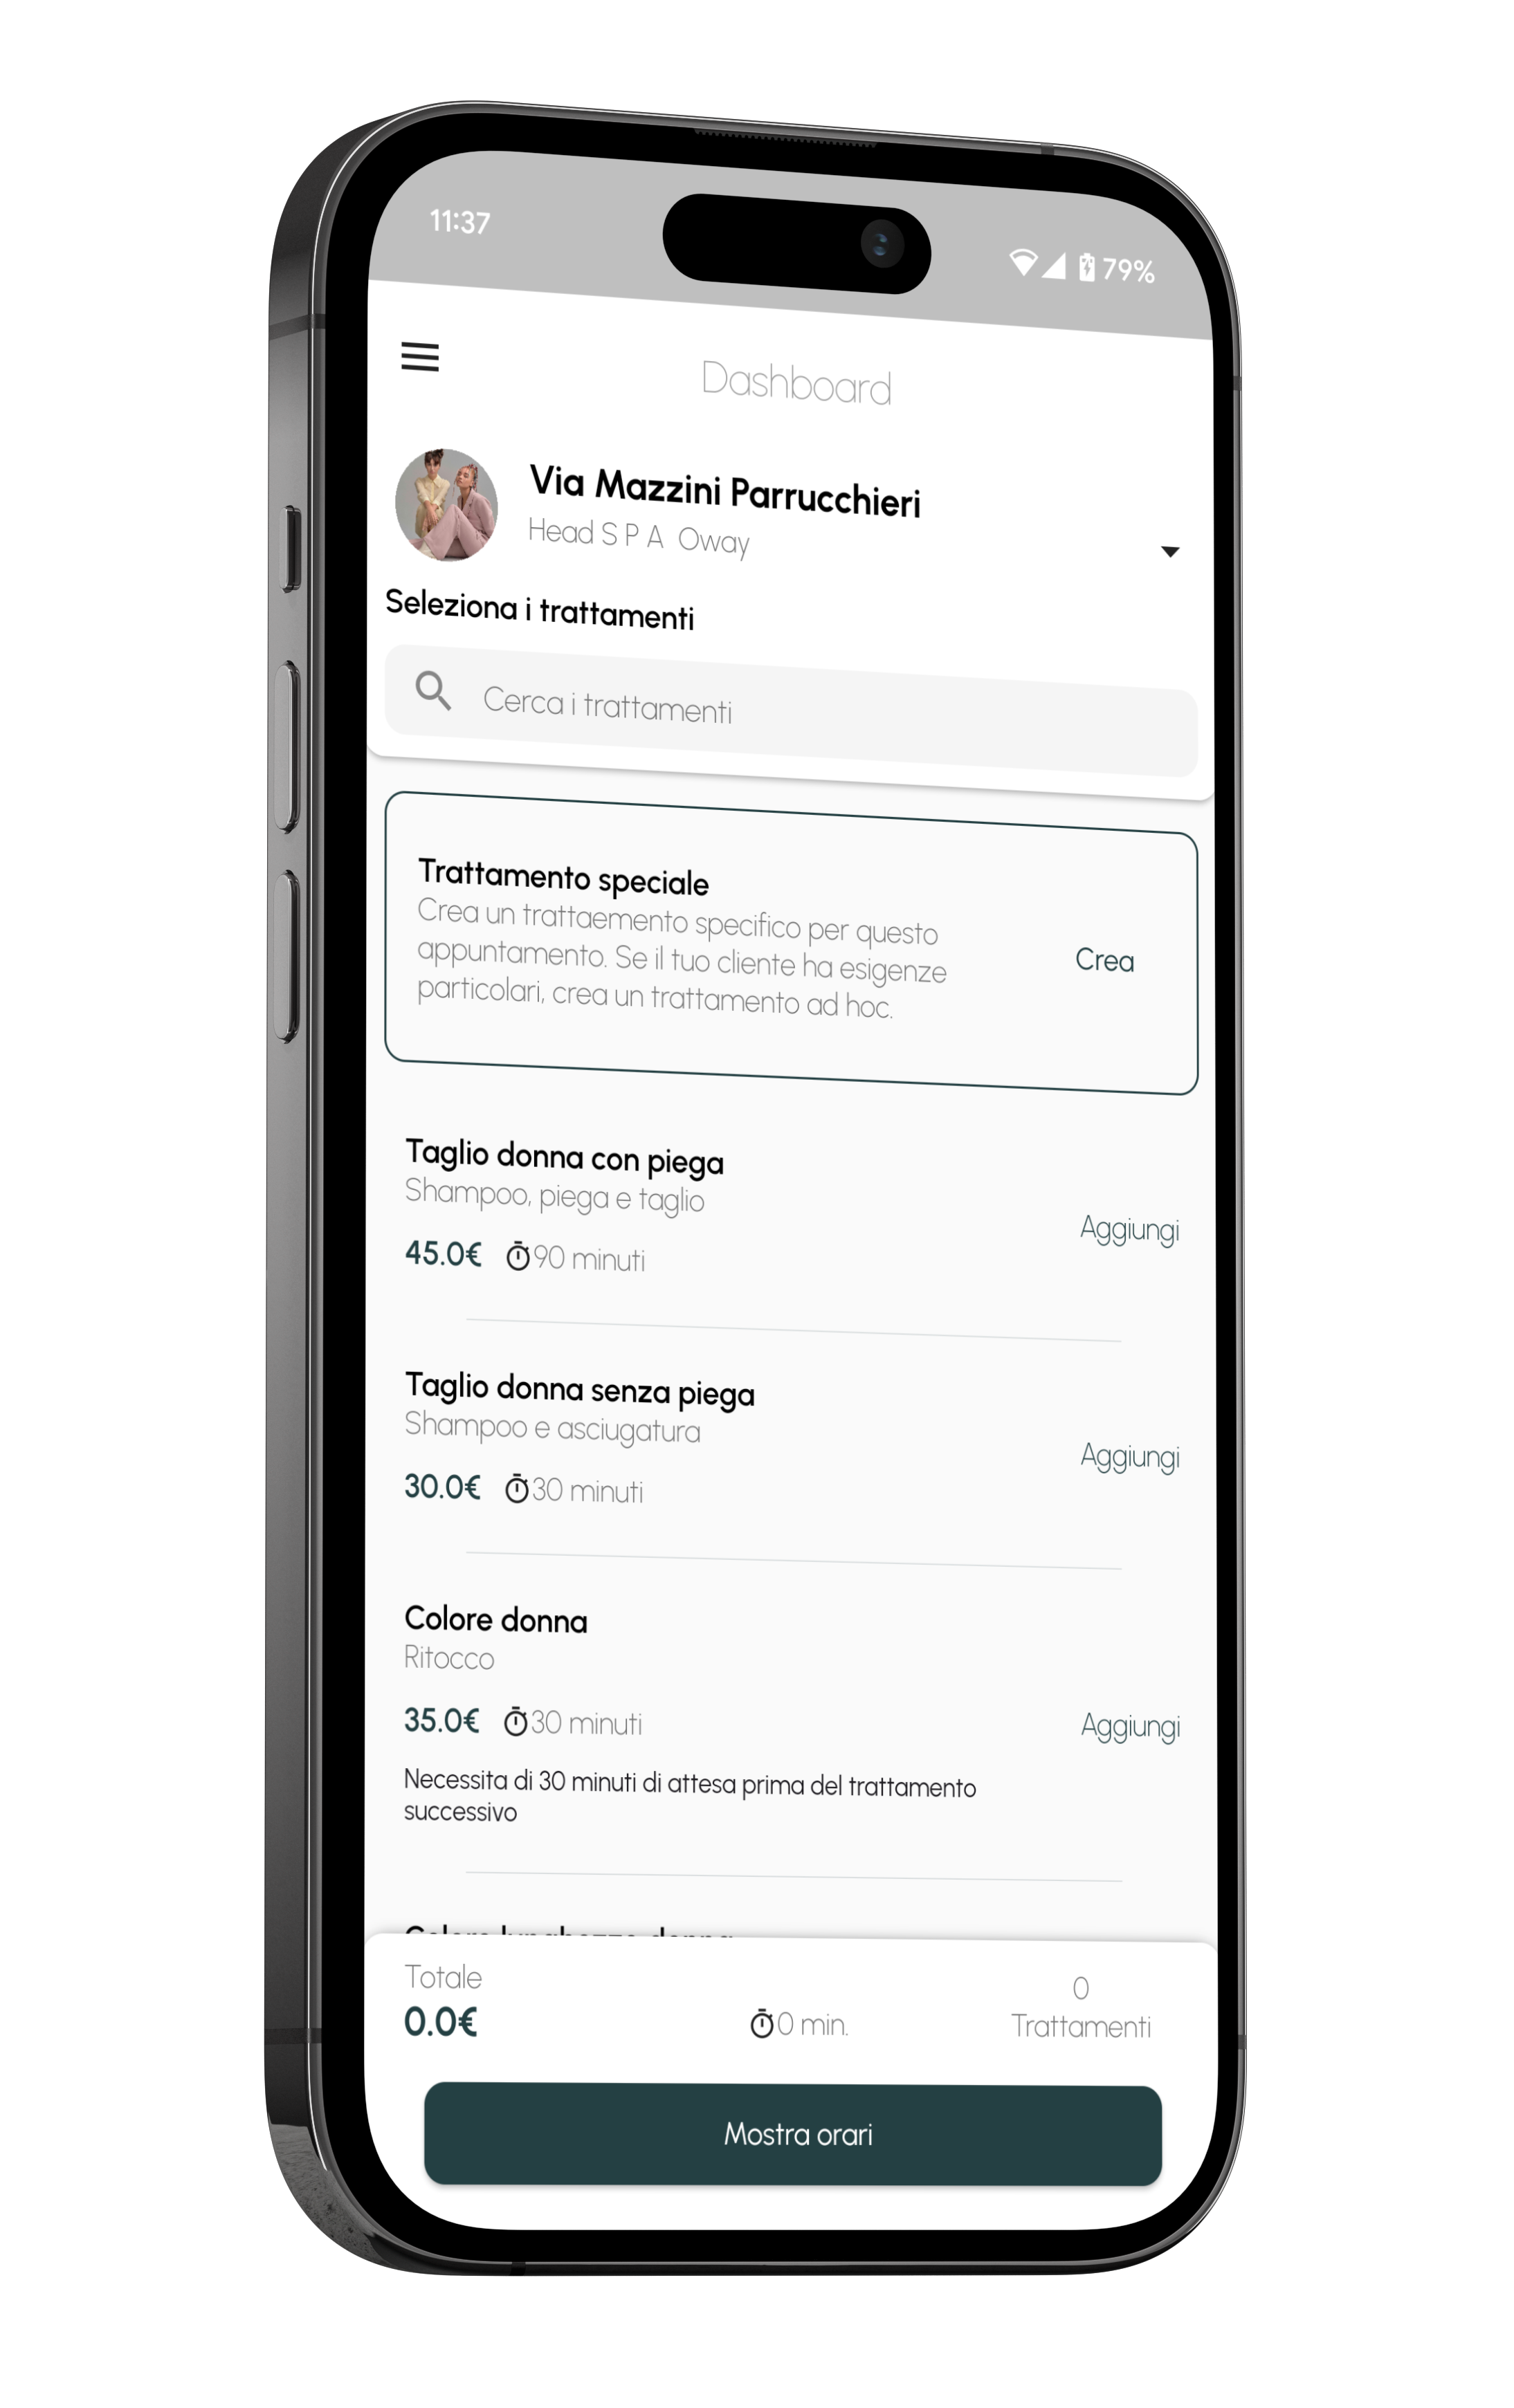 11:37
79%
Dashboard
Via Mazzini Parrucchieri
Head S P A Oway
Seleziona i trattamenti
Cerca i trattamenti
Trattamento speciale
Crea un trattaemento specifico per questo
appuntamento. Se il tuo cliente ha esigenze
particolari, crea un trattamento ad hoc.
Crea
Taglio donna con piega
Shampoo, piega e taglio
45.0€ 90 minuti
Aggiungi
Taglio donna senza piega
Shampoo e asciugatura
30.0€ 30 minuti
Aggiungi
Colore donna
Ritocco
35.0€ 30 minuti
Aggiungi
Necessita di 30 minuti di attesa prima del trattamento
successivo
Totale
0.0€
0 min.
0
Trattamenti
Mostra orari